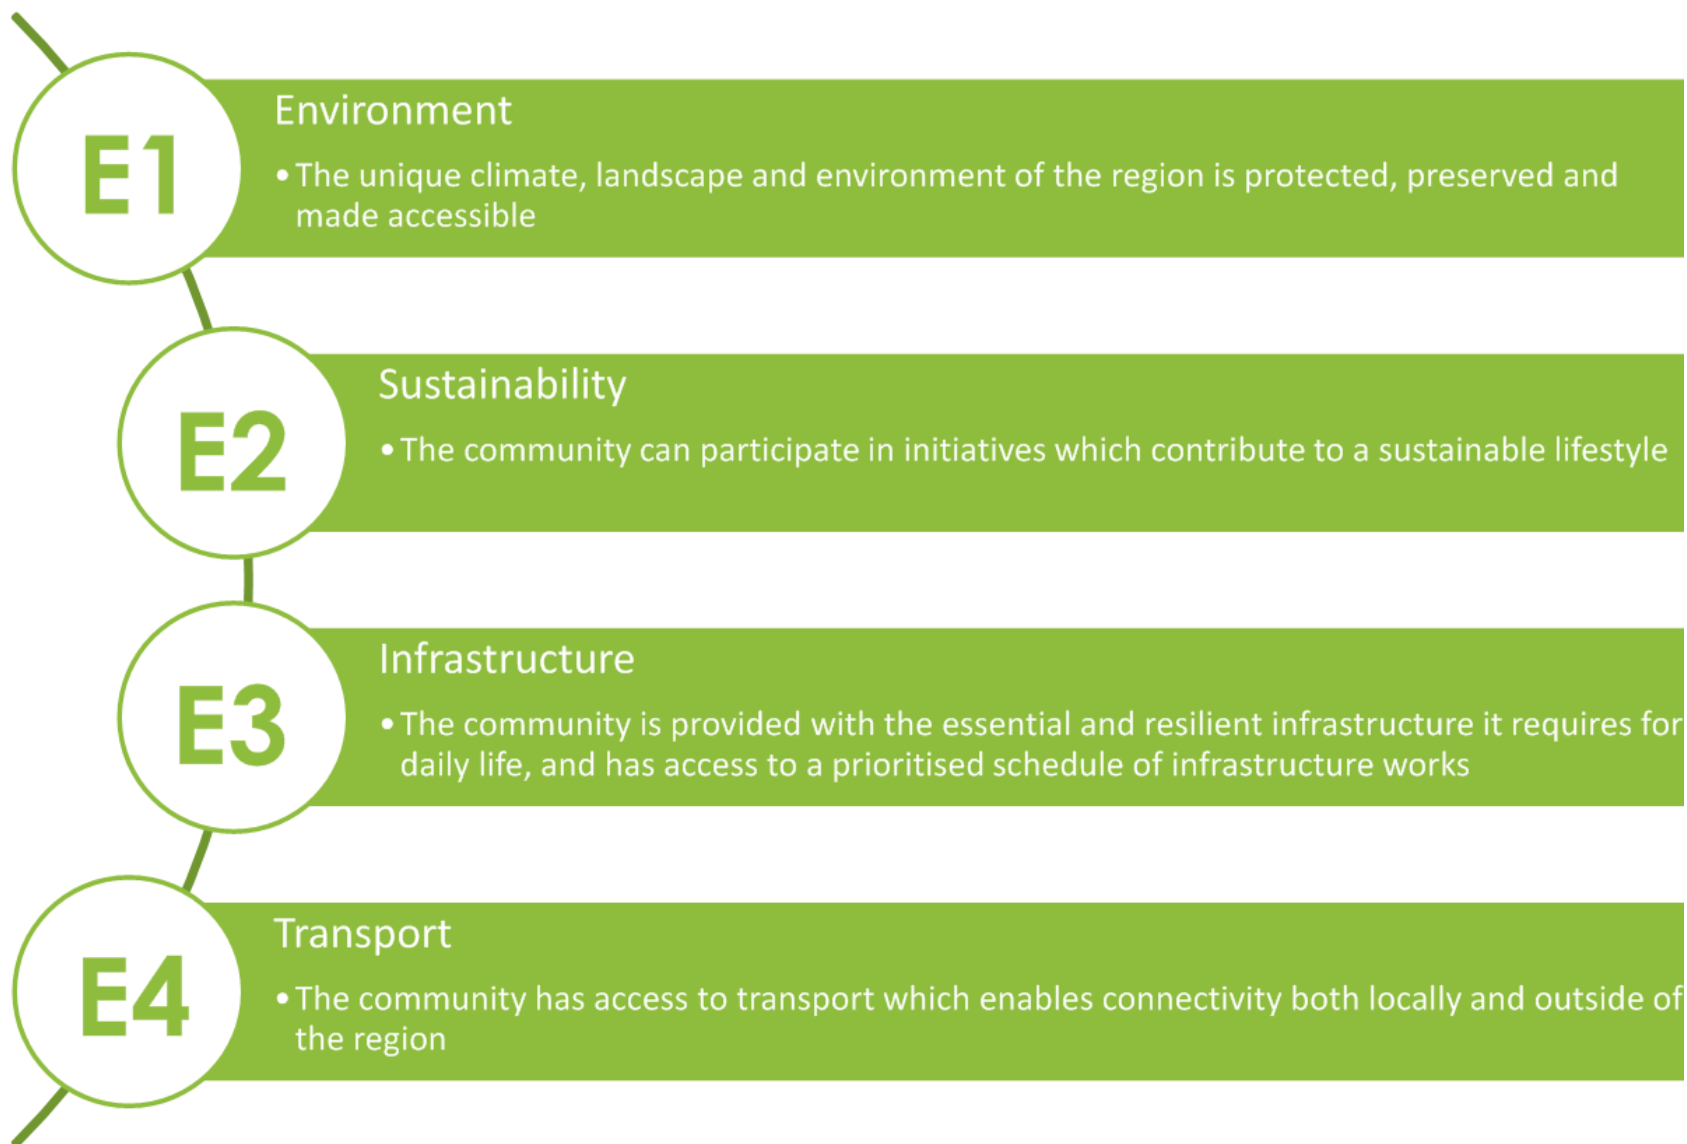 E1
Environment
•The unique climate, landscape and environment of the region is protected, preserved and
made accessible
E2
Sustainability
•The community can participate in initiatives which contribute to a sustainable lifestyle
E3
Infrastructure
•The community is provided with the essential and resilient infrastructure it requires for
daily life, and has access to a prioritised schedule of infrastructure works
E4
Transport
•The community has access to transport which enables connectivity both locally and outside of
the region